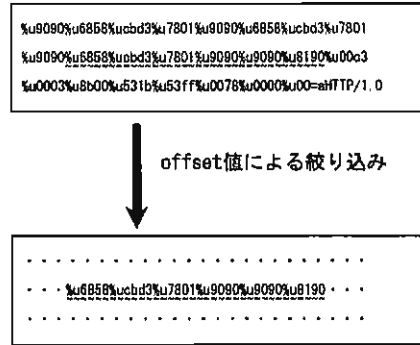 %u9090%u6858%ucbd3%u7801%u9090%u6858%ucbd3%u7801
%u9090%u6858%ucbd3%u7801%u9090%u9090%u8190%u00c3
%u0003%u8b00%u531b%u53ff%u0078%u0000%u00=aHTTP/1.0
offset値による絞り込み
. . . . . . . . . . . . . . . . . . . . . . . . .
. . . %u6858%ucbd3%u7801%u9090%u9090%u8190 . . .
. . . . . . . . . . . . . . . . . . . . . . . . .